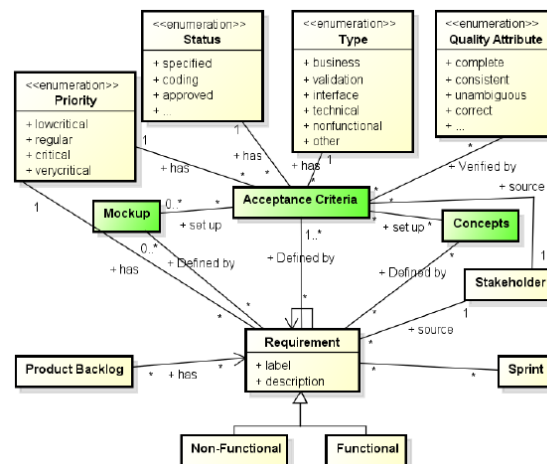 <<enumeration>>
Status
+ specified
+ coding
+ approved
+ ...
<<enumeration>>
Type
+ business
+ validation
+ interface
+ technical
+ nonfunctional
+ other
<<enumeration>>
Quality Attribute
+ complete
+ consistent
+ unambiguous
+ correct
+ ...
<<enumeration>>
Priority
+ lowcritical
+ regular
+ critical
+ verycritical
1
+ has
*
1
+ has
*
1
+ has
*
*
+ Verified by
*
+ source
*
1
Mockup
0..*
+ set up
*
Acceptance Criteria
*
+ set up
*
Concepts
1
+ has
*
0..*
+ Defined by
*
1..*
+ Defined by
*
*
+ Defined by
*
Stakeholder
1
+ source
*
Requirement
+ label
+ description
Product Backlog
*
+ has
*
*
*
Sprint
Non-Functional
Functional